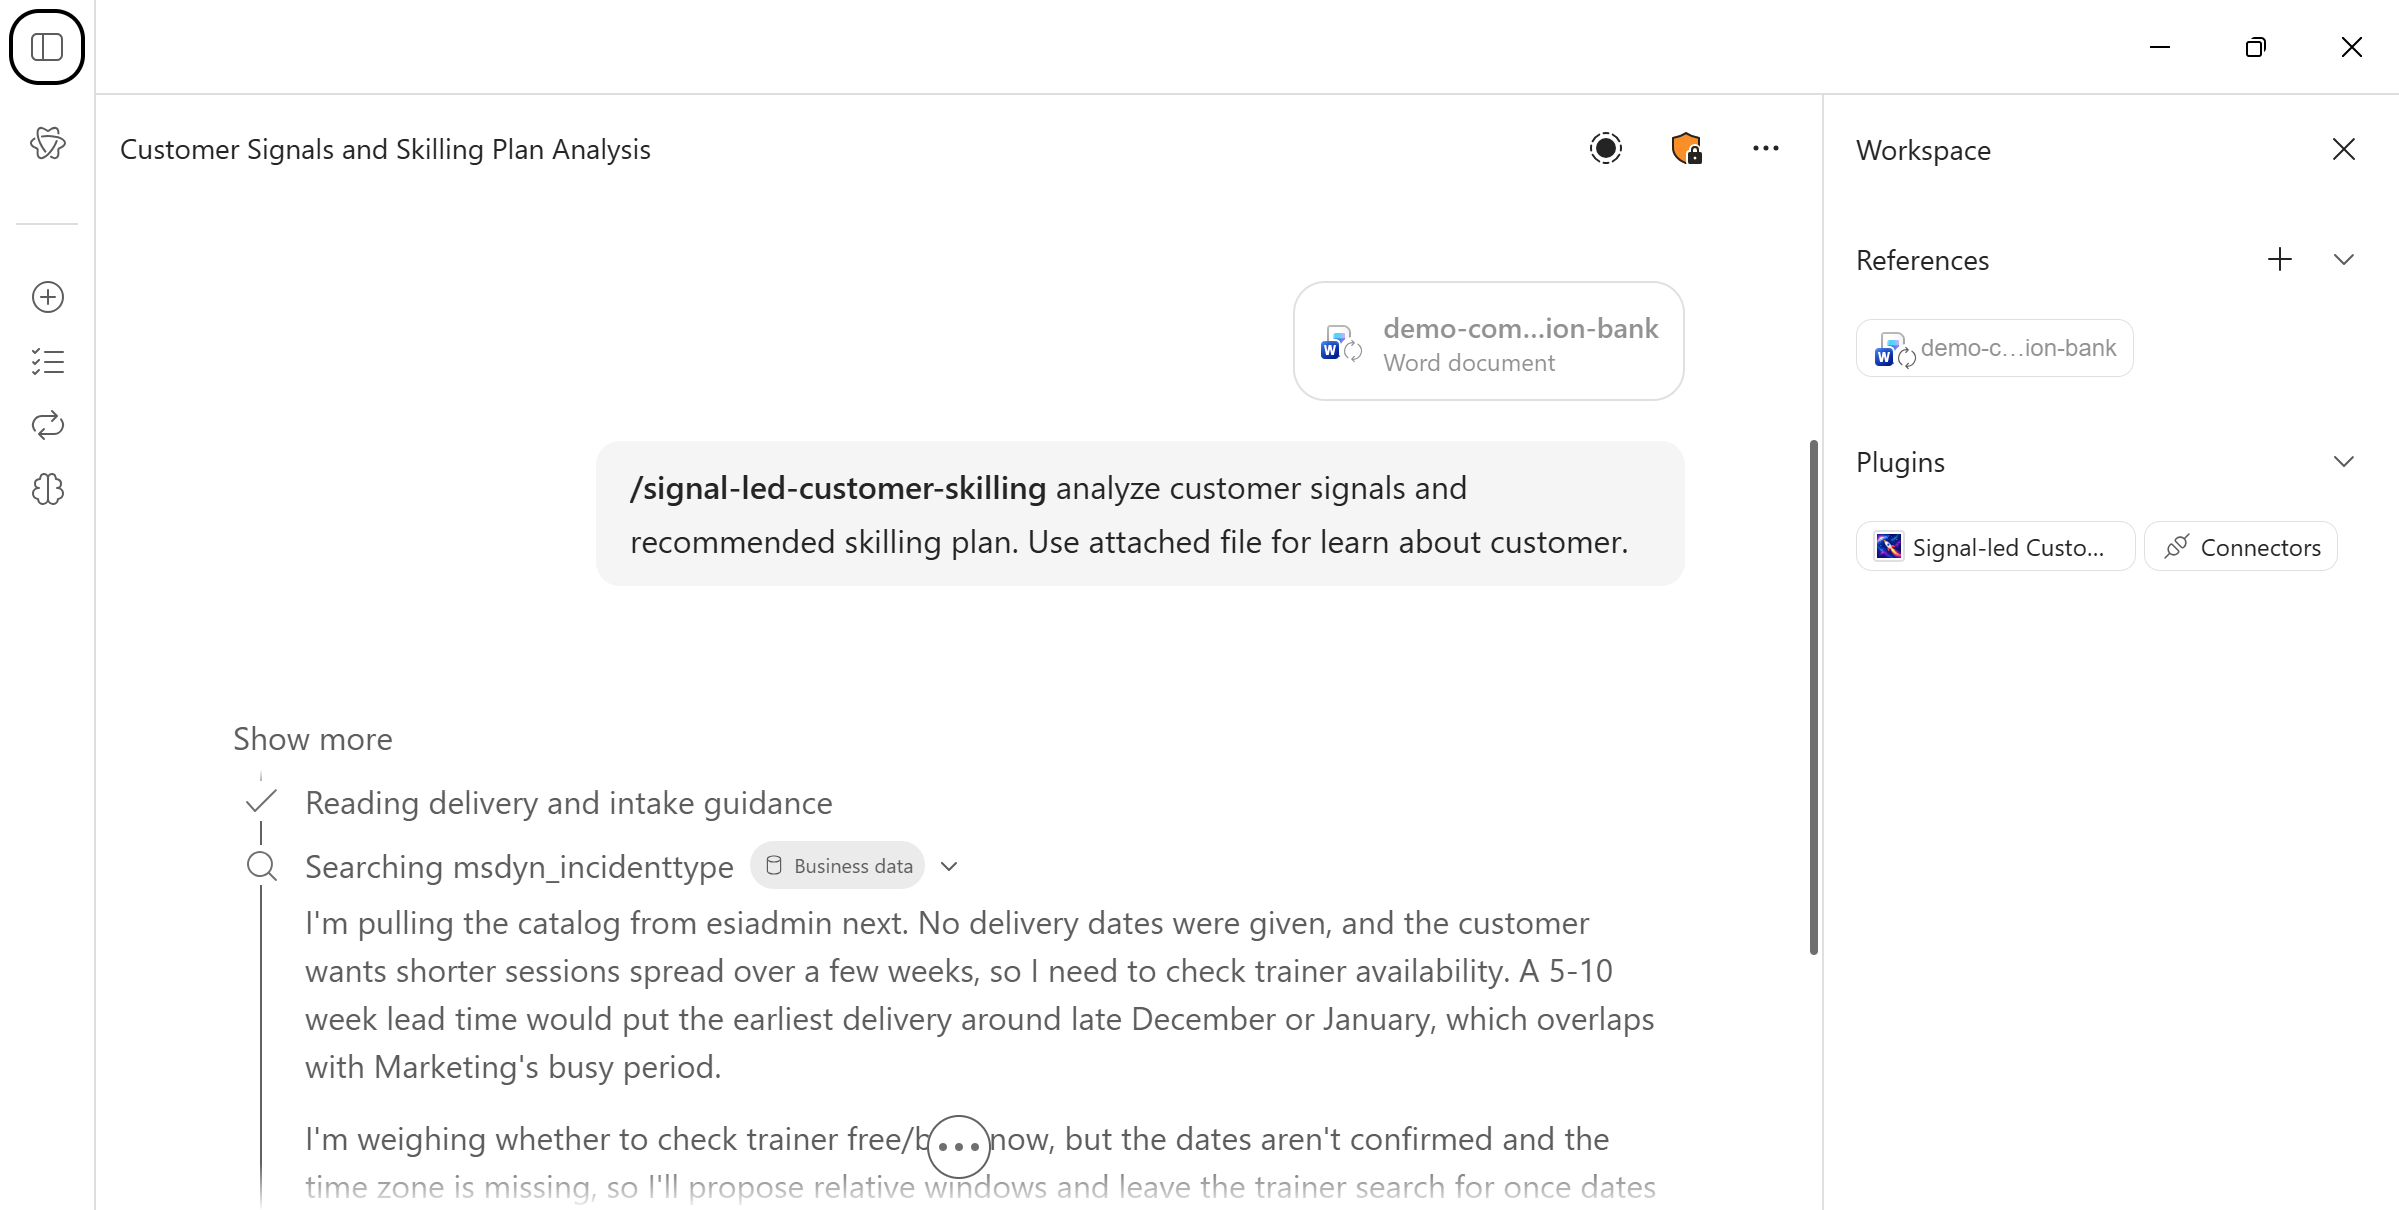 Customer Signals and Skilling Plan Analysis
Workspace
References
demo-c...ion-bank
Plugins
Signal-led Custo...
Connectors
demo-com...ion-bank
Word document
/signal-led-customer-skilling analyze customer signals and
recommended skilling plan. Use attached file for learn about customer.
Show more
Reading delivery and intake guidance
Searching msdyn_incidenttype Business data
I'm pulling the catalog from esiadmin next. No delivery dates were given, and the customer
wants shorter sessions spread over a few weeks, so I need to check trainer availability. A 5-10
week lead time would put the earliest delivery around late December or January, which overlaps
with Marketing's busy period.
I'm weighing whether to check trainer free/b now, but the dates aren't confirmed and the
time zone is missing, so I'll propose relative windows and leave the trainer search for once dates